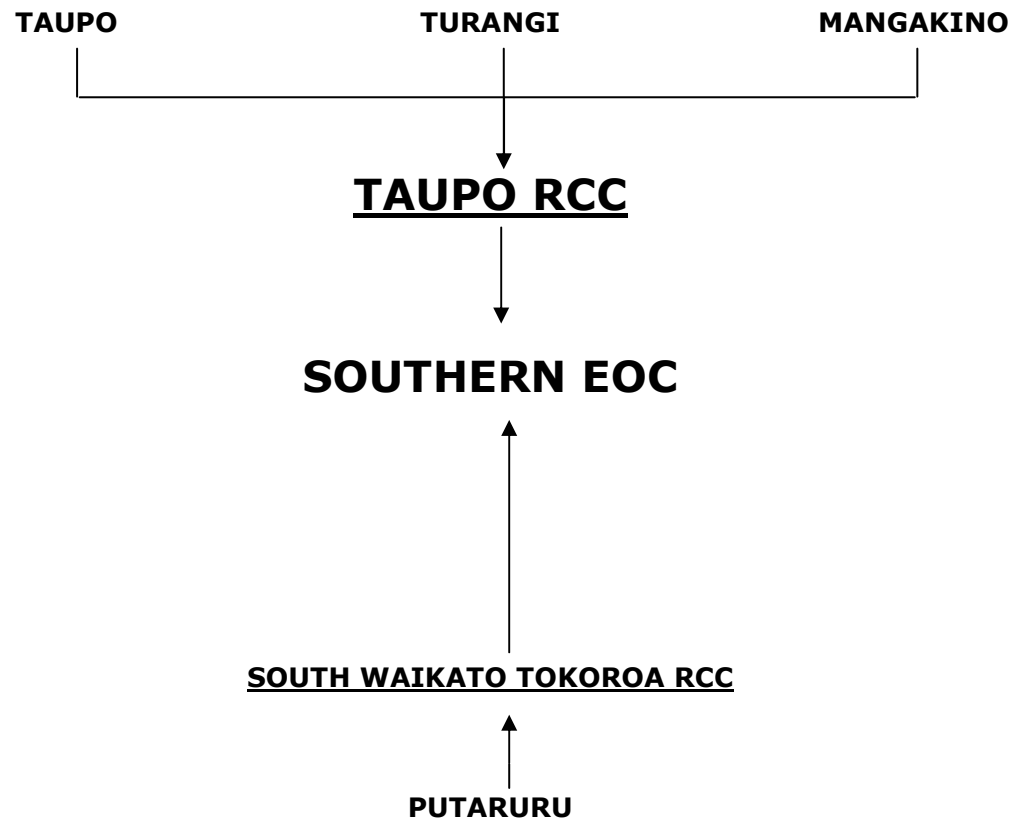 TAUPO TURANGI MANGAKINO
TAUPO RCC
SOUTHERN EOC
SOUTH WAIKATO TOKOROA RCC
PUTARURU